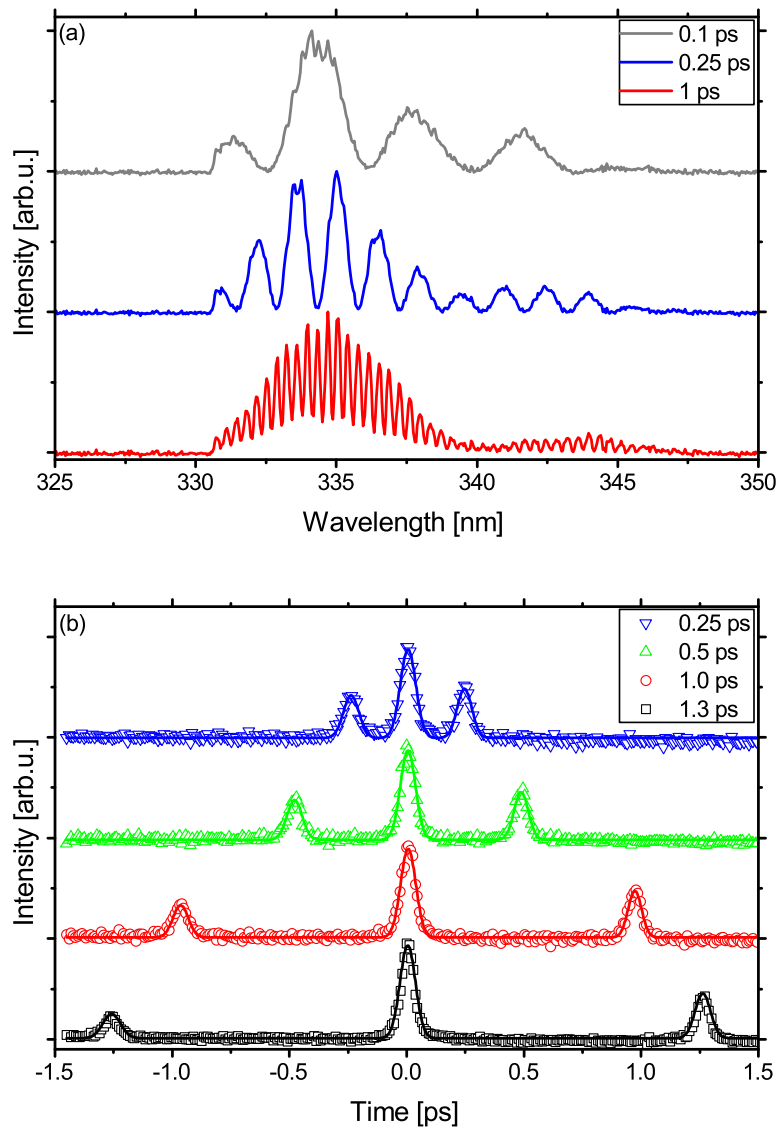 (a)
0.1 ps
0.25 ps
1 ps
Intensity [arb.u.]
325 330 335 340 345 350
Wavelength [nm]
(b)
0.25 ps
0.5 ps
1.0 ps
1.3 ps
Intensity [arb.u.]
-1.5 -1.0 -0.5 0.0 0.5 1.0 1.5
Time [ps]